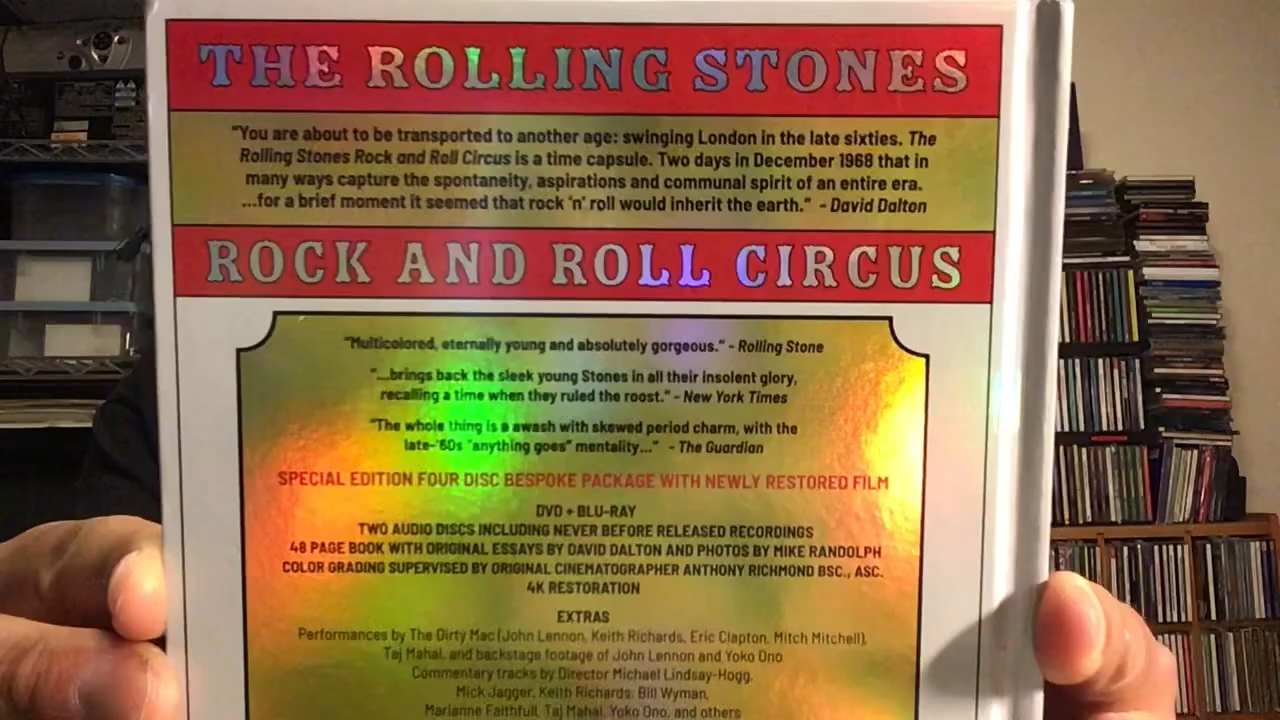 THE ROLLING STONES
"You are about to be transported to another age: swinging London in the late sixties. The
Rolling Stones Rock and Roll Circus is a time capsule. Two days in December 1968 that in
many ways capture the spontaneity, aspirations and communal spirit of an entire era.
...for a brief moment it seemed that rock 'n' roll would inherit the earth." - David Dalton
ROCK AND ROLL CIRCUS
"Multicolored, eternally young and absolutely gorgeous." - Rolling Stone
"...brings back the sleek young Stones in all their insolent glory,
recalling a time when they ruled the roost." - New York Times
"The whole thing is a awash with skewed period charm, with the
late-'60s "anything goes" mentality..." - The Guardian
SPECIAL EDITION FOUR DISC BESPOKE PACKAGE WITH NEWLY RESTORED FILM
DVD + BLU-RAY
TWO AUDIO DISCS INCLUDING NEVER BEFORE RELEASED RECORDINGS
48 PAGE BOOK WITH ORIGINAL ESSAYS BY DAVID DALTON AND PHOTOS BY MIKE RANDOLPH
COLOR GRADING SUPERVISED BY ORIGINAL CINEMATOGRAPHER ANTHONY RICHMOND BSC., ASC.
4K RESTORATION
EXTRAS
Performances by The Dirty Mac (John Lennon, Keith Richards, Eric Clapton, Mitch Mitchell),
Taj Mahal, and backstage footage of John Lennon and Yoko Ono
Commentary tracks by Director Michael Lindsay-Hogg,
Mick Jagger, Keith Richards, Bill Wyman,
Marianne Faithfull, Taj Mahal, Yoko Ono, and others